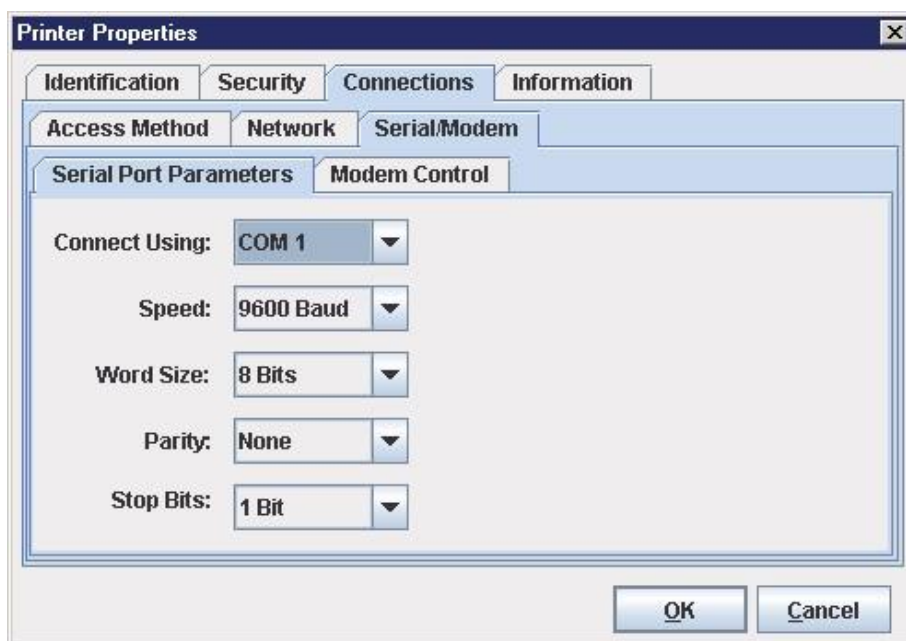 Printer Properties
Identification Security Connections Information
Access Method Network Serial/Modem
Serial Port Parameters Modem Control
Connect Using: COM 1
Speed: 9600 Baud
Word Size: 8 Bits
Parity: None
Stop Bits: 1 Bit
OK Cancel